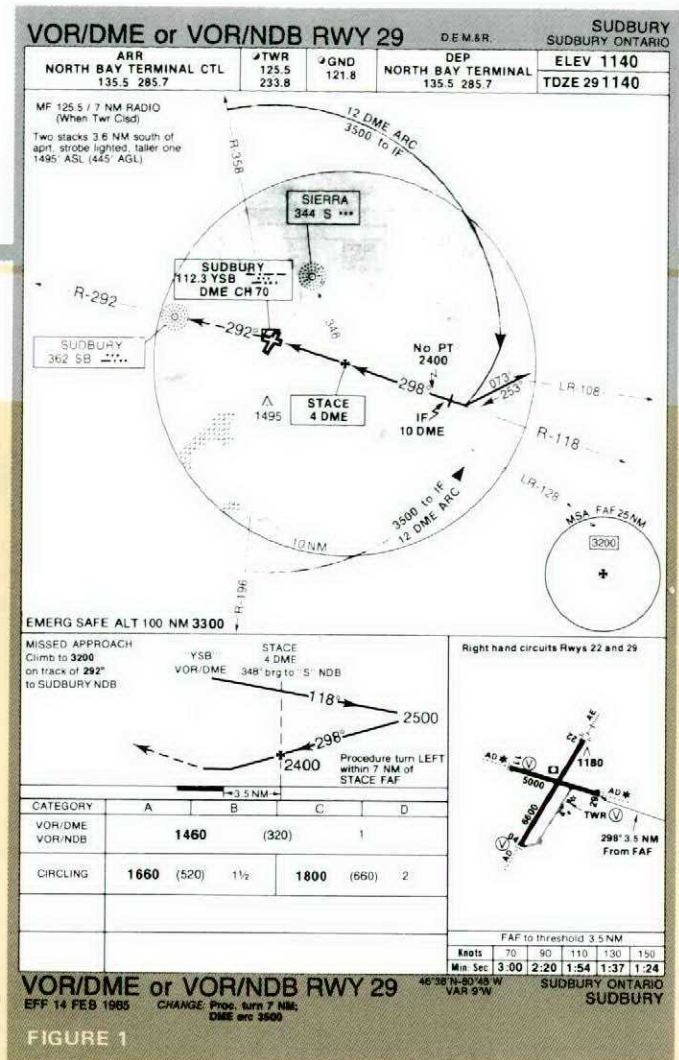 VOR/DME or VOR/NDB RWY 29
D.E.M.&R.
SUDBURY
SUDBURY ONTARIO
ARR
NORTH BAY TERMINAL CTL
135.5 285.7
TWR
125.5
233.8
GND
121.8
DEP
NORTH BAY TERMINAL
135.5 285.7
ELEV 1140
TDZE 29 1140
MF 125.5 / 7 NM RADIO
(When Twr Clsd)
Two stacks 3.6 NM south of
aprt, strobe lighted, taller one
1495' ASL (445' AGL)
12 DME ARC
3500 to IF
R-358
SIERRA
344 S •••
SUDBURY
112.3 YSB
DME CH 70
R-292
292°
348
SUDBURY
362 SB
No PT
2400
298°
073°
253°
LR-108
STACE
4 DME
1495
IF
10 DME
R-118
LR-128
3500 to IF
12 DME ARC
MSA FAF 25 NM
3200
10 NM
R-196
EMERG SAFE ALT 100 NM 3300
MISSED APPROACH
Climb to 3200
on track of 292°
to SUDBURY NDB
"YSB"
VOR/DME
STACE
4 DME
348° brg to "S" NDB
118°
2500
298°
2400
Procedure turn LEFT
within 7 NM of
STACE FAF
3.5 NM
Right hand circuits Rwys 22 and 29
AE
22
1180
AD
11
V
5000
29
AD
6600
TWR
V
V
04
AD
298° 3.5 NM
From FAF
CATEGORY A B C D
VOR/DME
VOR/NDB
1460 (320) 1
CIRCLING 1660 (520) 1½ 1800 (660) 2
FAF to threshold 3.5 NM
Knots 70 90 110 130 150
Min: Sec 3:00 2:20 1:54 1:37 1:24
VOR/DME or VOR/NDB RWY 29
46°38'N-80°48'W
VAR 9°W
SUDBURY ONTARIO
SUDBURY
EFF 14 FEB 1985
CHANGE: Proc. turn 7 NM;
DME arc 3500
FIGURE 1